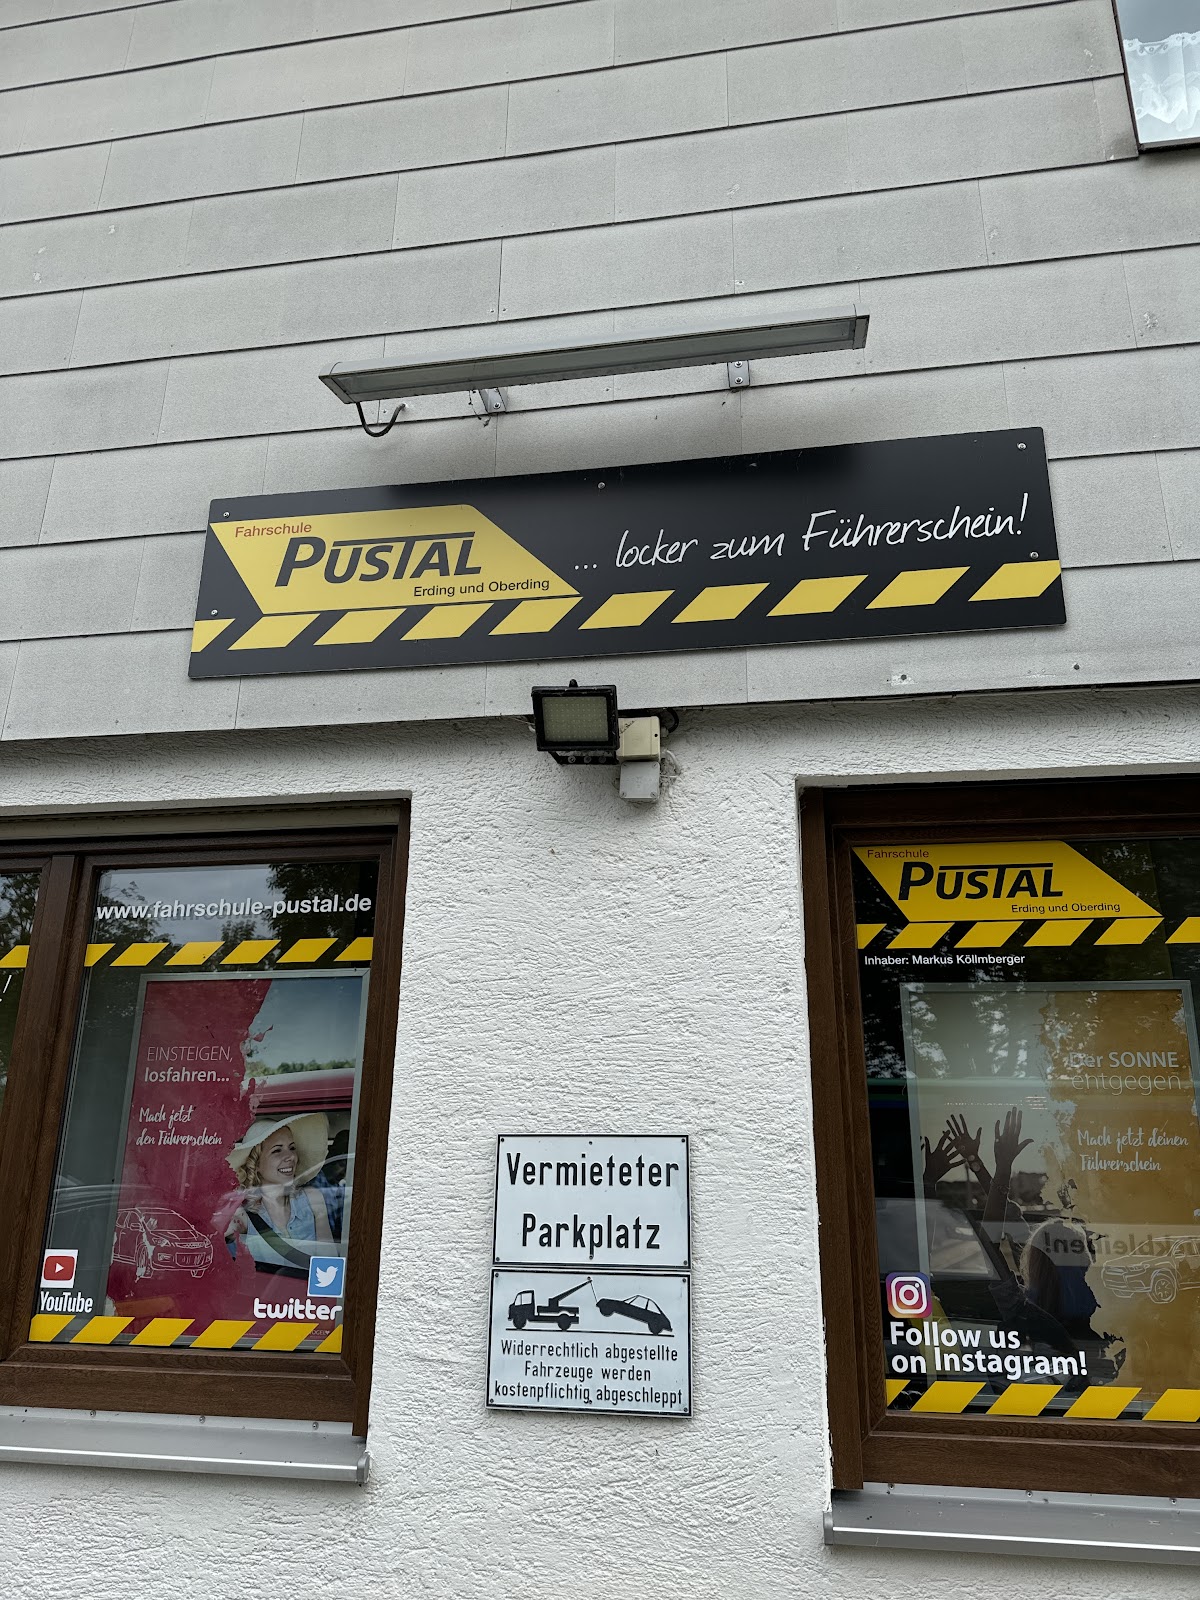 Fahrschule
PUSTAL
Erding und Oberding
... locker zum Führerschein!
www.fahrschule-pustal.de
EINSTEIGEN,
losfahren...
Mach jetzt
den Führerschein
YouTube
twitter
Vermieteter
Parkplatz
Widerrechtlich abgestellte
Fahrzeuge werden
kostenpflichtig abgeschleppt
Fahrschule
PUSTAL
Erding und Oberding
Inhaber: Markus Köllmberger
Der SONNE
entgegen
Mach jetzt deinen
Führerschein
Follow us
on Instagram!